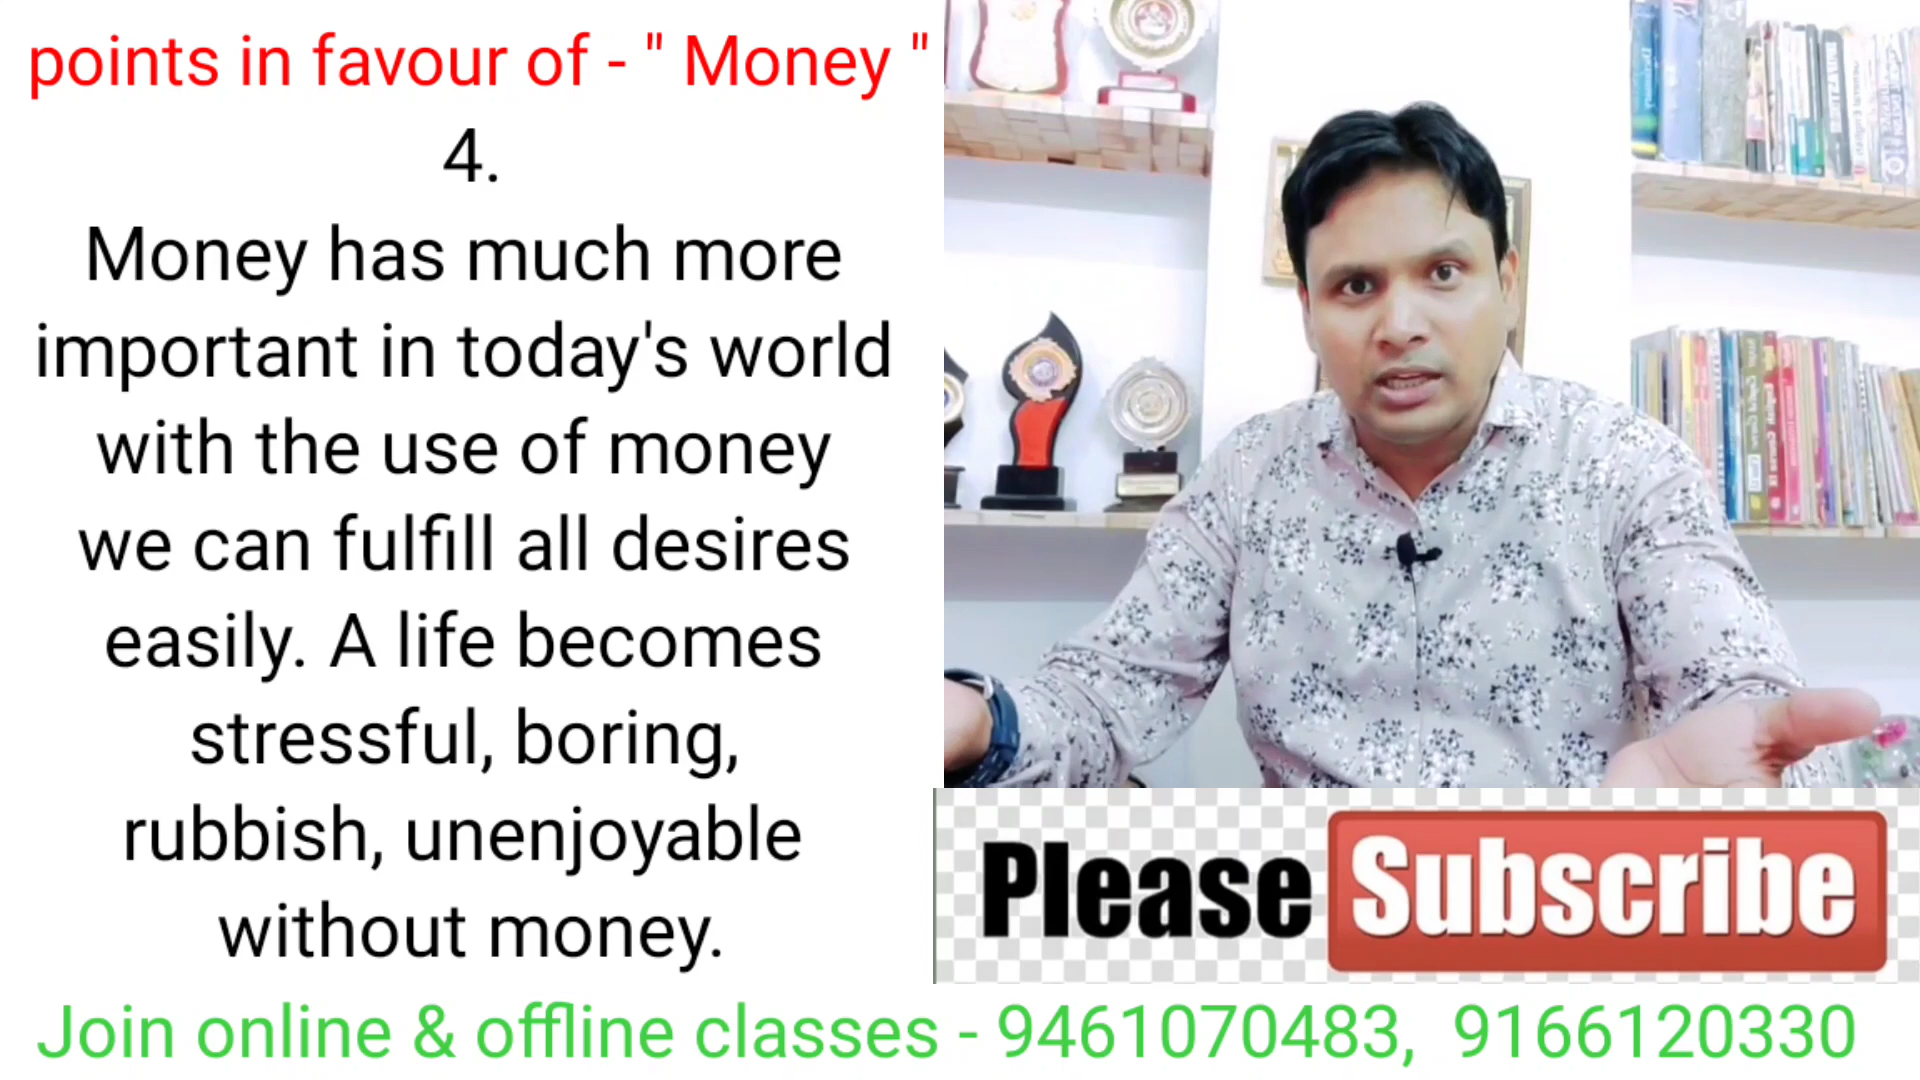 points in favour of - " Money "
4.
Money has much more
important in today's world
with the use of money
we can fulfill all desires
easily. A life becomes
stressful, boring,
rubbish, unenjoyable
without money.
Please Subscribe
Join online & offline classes - 9461070483, 9166120330